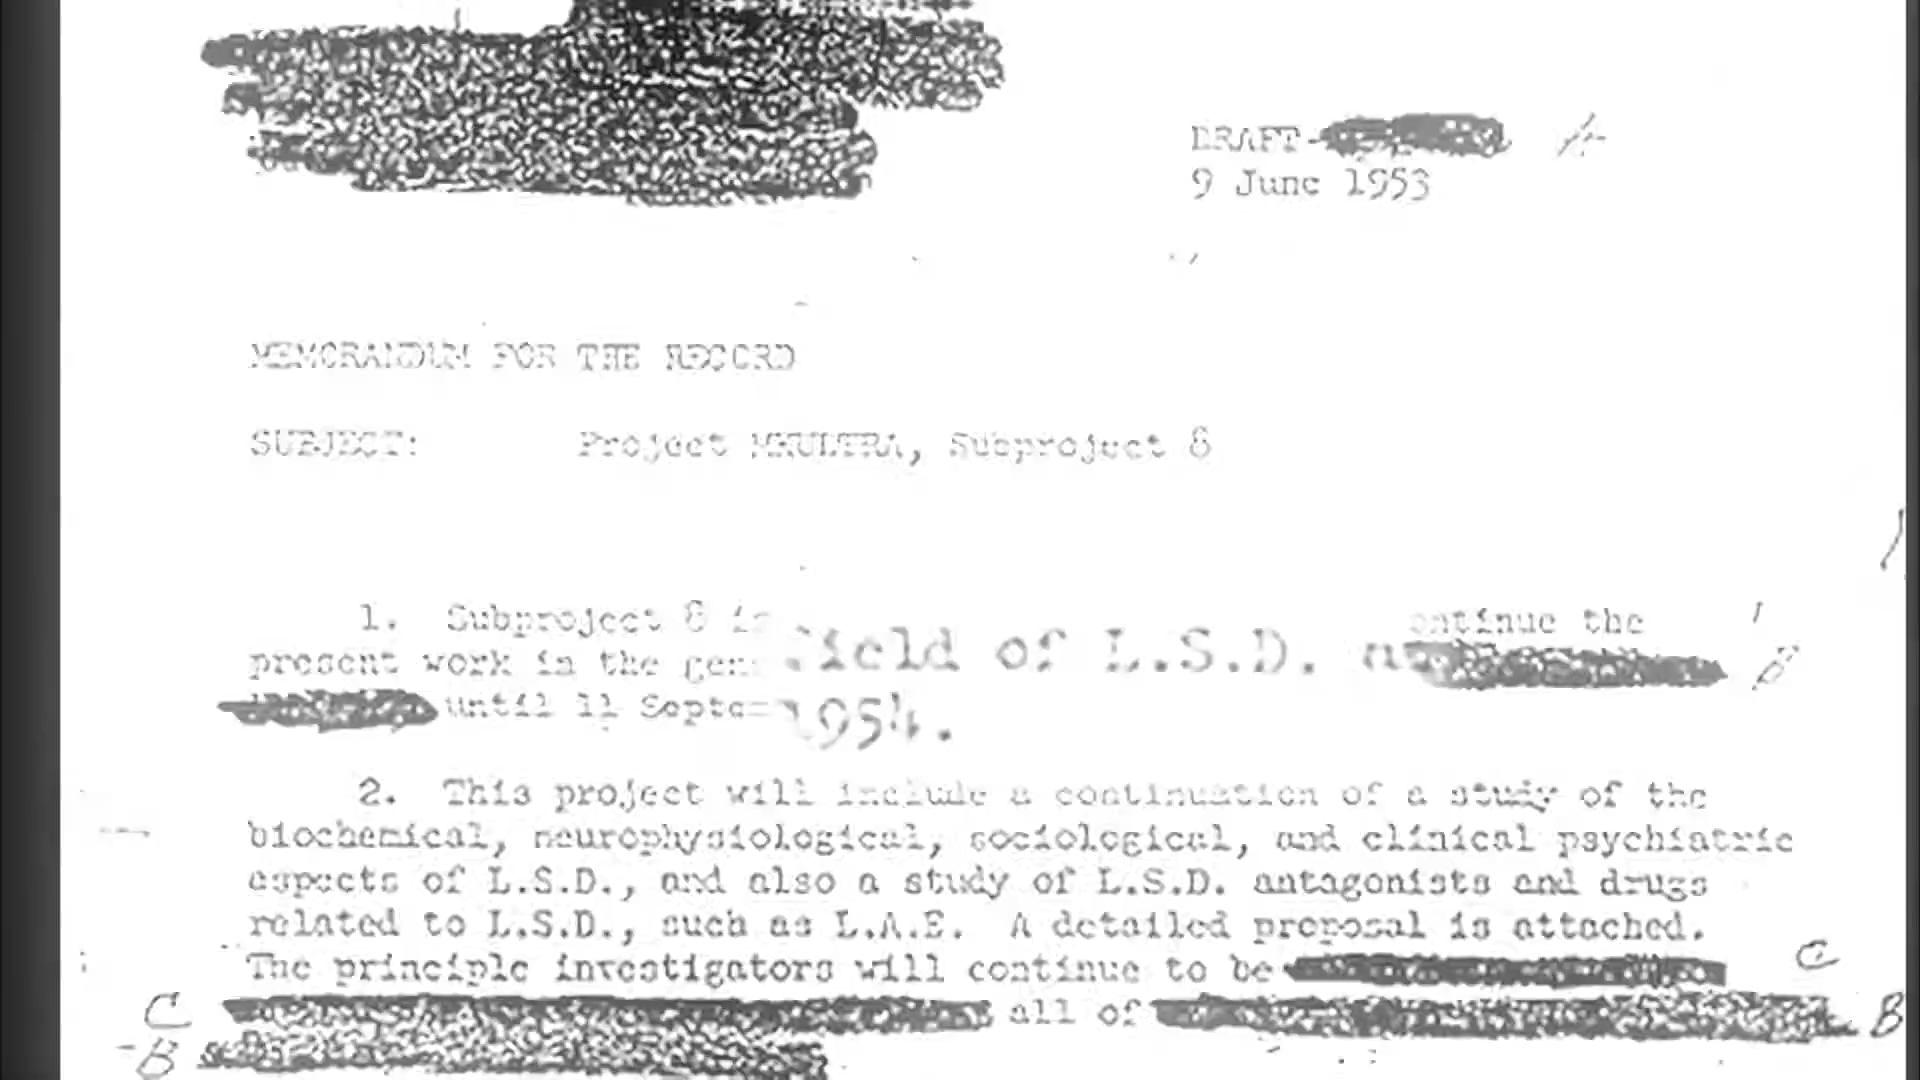 DRAFT- A
9 June 1953
MEMORANDUM FOR THE RECORD
SUBJECT: Project MKULTRA, Subproject 8
1. Subproject 8 is ontinue the
present work in the gen field of L.S.D. B
until 11 Septe 1954.
2. This project will include a continuation of a study of the
biochemical, neurophysiological, sociological, and clinical psychiatric
aspects of L.S.D., and also a study of L.S.D. antagonists and drugs
related to L.S.D., such as L.A.E. A detailed proposal is attached.
The principle investigators will continue to be C
C all of B
B